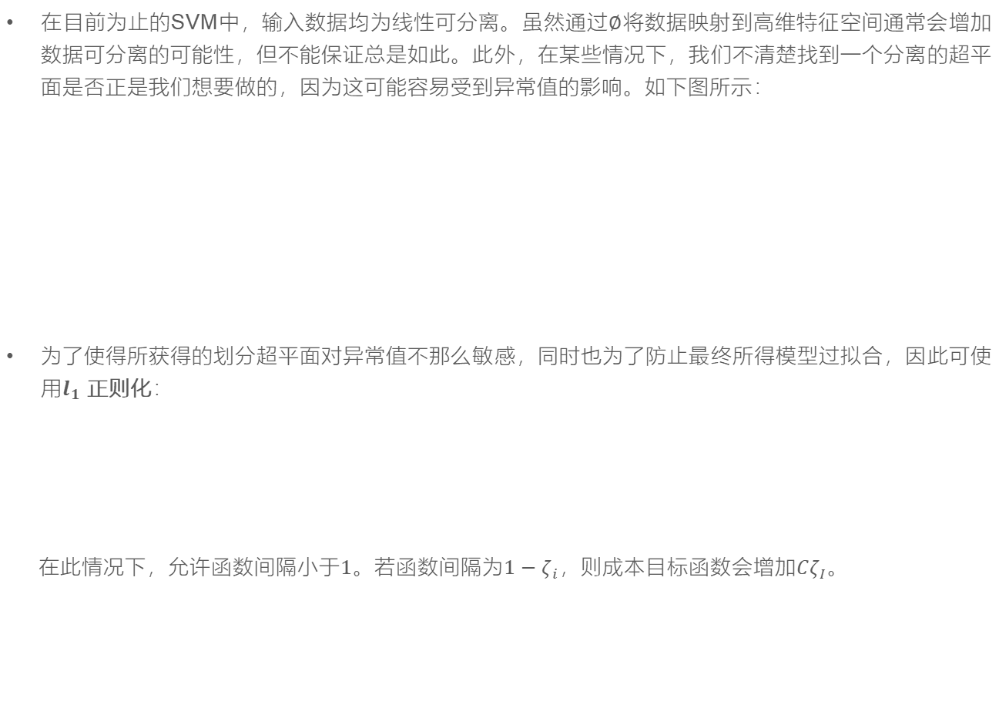 • 在目前为止的SVM中，输入数据均为线性可分离。虽然通过∅将数据映射到高维特征空间通常会增加
数据可分离的可能性，但不能保证总是如此。此外，在某些情况下，我们不清楚找到一个分离的超平
面是否正是我们想要做的，因为这可能容易受到异常值的影响。如下图所示：
• 为了使得所获得的划分超平面对异常值不那么敏感，同时也为了防止最终所得模型过拟合，因此可使
用l₁ 正则化：
在此情况下，允许函数间隔小于1。若函数间隔为1 − ζᵢ，则成本目标函数会增加Cζ_I。